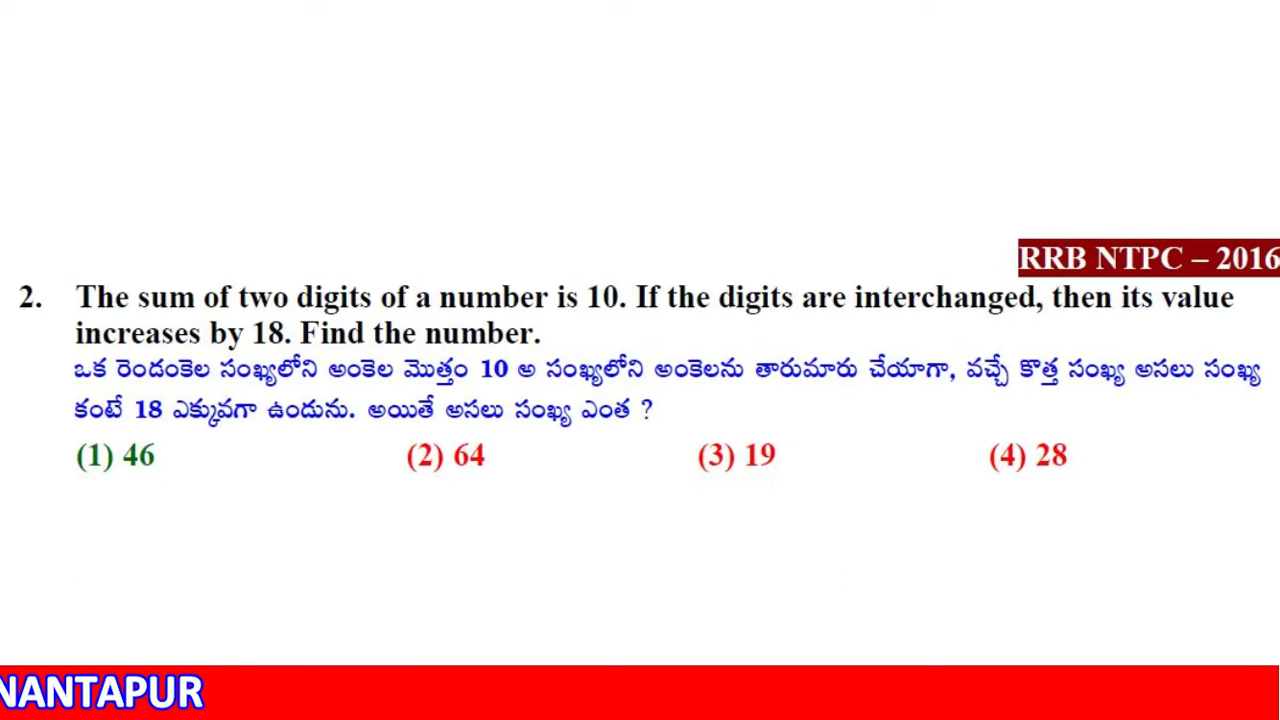 RRB NTPC – 2016
2. The sum of two digits of a number is 10. If the digits are interchanged, then its value
increases by 18. Find the number.
ఒక రెండంకెల సంఖ్యలోని అంకెల మొత్తం 10 అ సంఖ్యలోని అంకెలను తారుమారు చేయాగా, వచ్చే కొత్త సంఖ్య అసలు సంఖ్య
కంటే 18 ఎక్కువగా ఉందును. అయితే అసలు సంఖ్య ఎంత ?
(1) 46 (2) 64 (3) 19 (4) 28
NANTAPUR